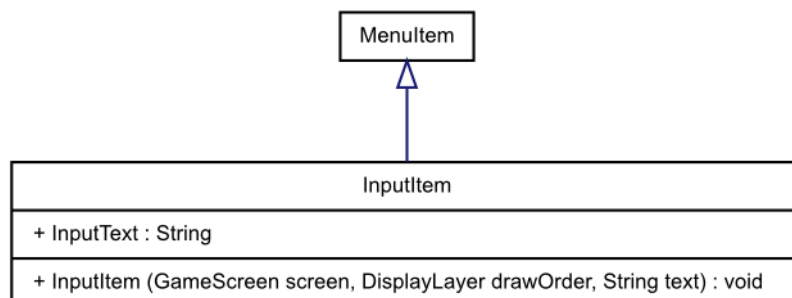 MenuItem
InputItem
+ InputText : String
+ InputItem (GameScreen screen, DisplayLayer drawOrder, String text) : void